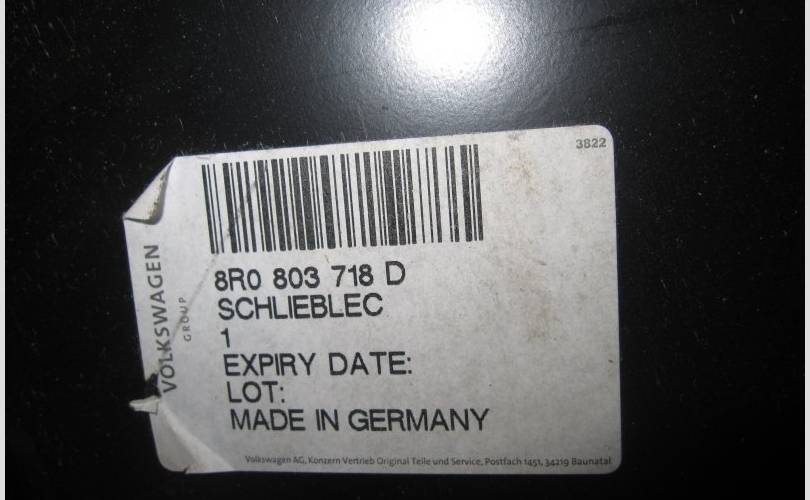 3822
8R0 803 718 D
SCHLIEBLEC
1
EXPIRY DATE:
LOT:
MADE IN GERMANY
VOLKSWAGEN
GROUP
Volkswagen AG, Konzern Vertrieb Original Teile und Service, Postfach 1451, 34219 Baunatal